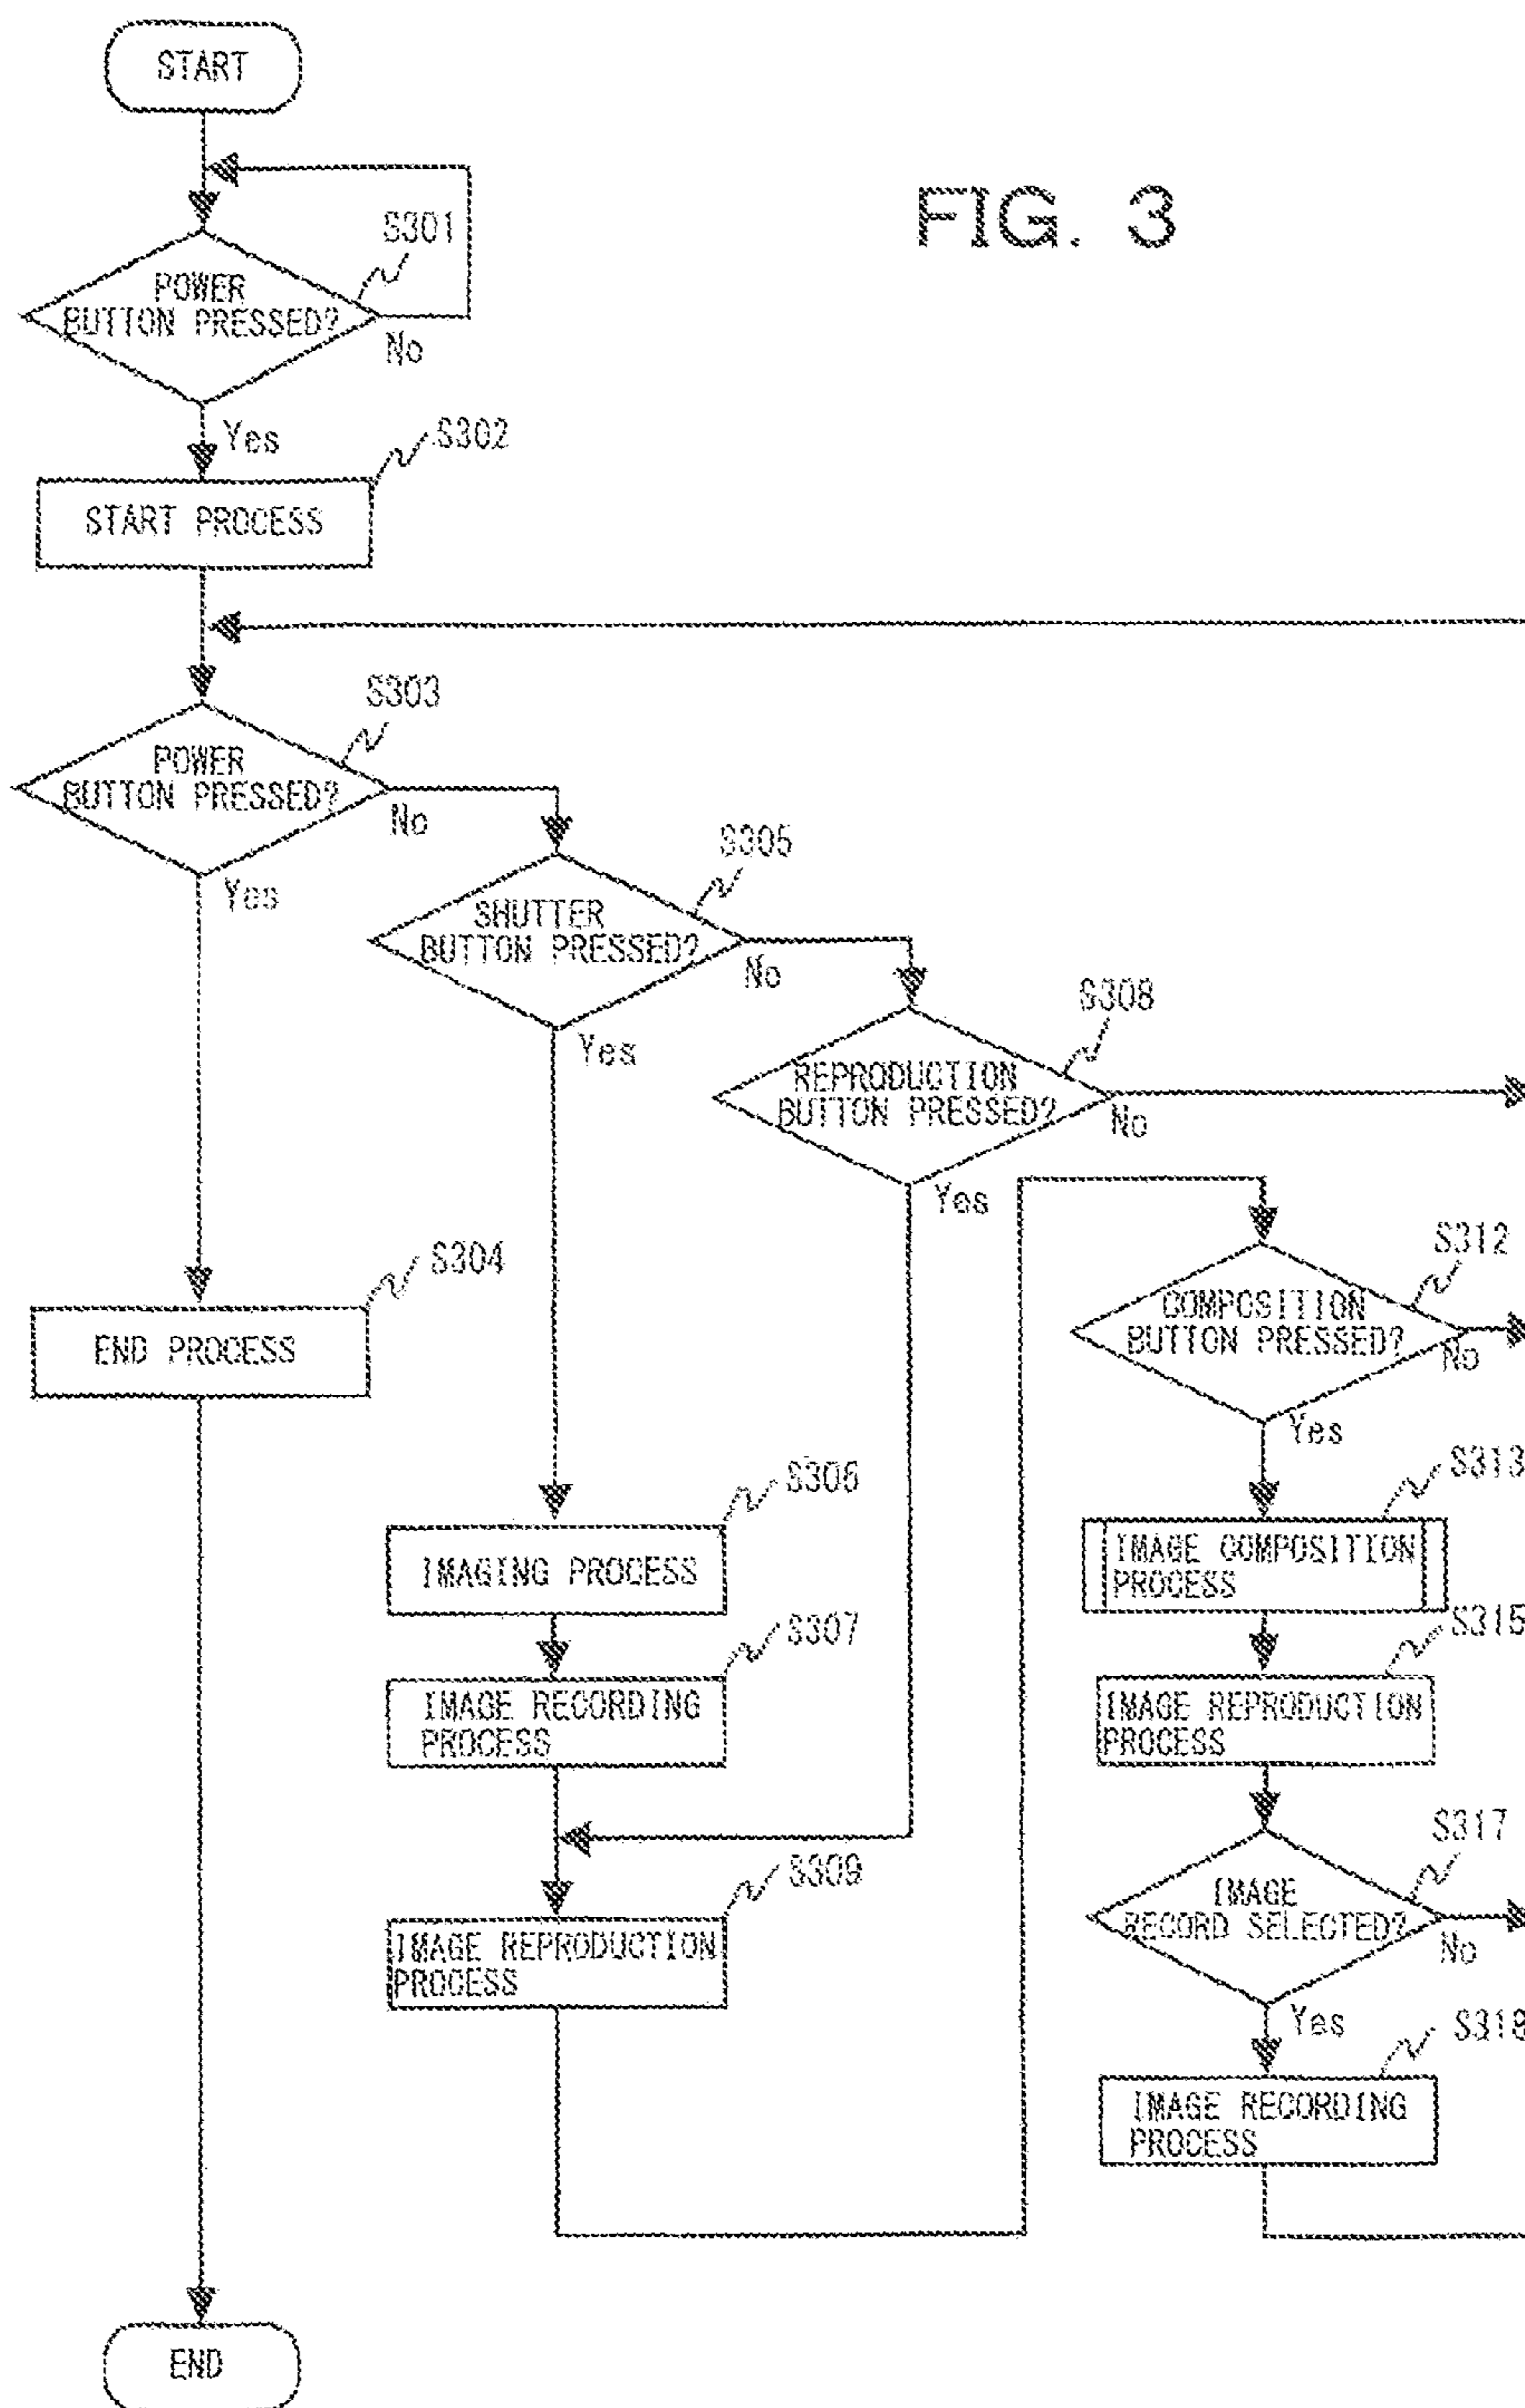 START
FIG. 3
S301
POWER
BUTTON PRESSED?
No
Yes
S302
START PROCESS
S303
POWER
BUTTON PRESSED?
No
Yes
S305
SHUTTER
BUTTON PRESSED?
No
Yes
S308
REPRODUCTION
BUTTON PRESSED?
No
Yes
S304
END PROCESS
S312
COMPOSITION
BUTTON PRESSED?
No
Yes
S313
IMAGE COMPOSITION
PROCESS
S306
IMAGING PROCESS
S307
IMAGE RECORDING
PROCESS
S315
IMAGE REPRODUCTION
PROCESS
S309
IMAGE REPRODUCTION
PROCESS
S317
IMAGE
RECORD SELECTED?
No
Yes
S318
IMAGE RECORDING
PROCESS
END